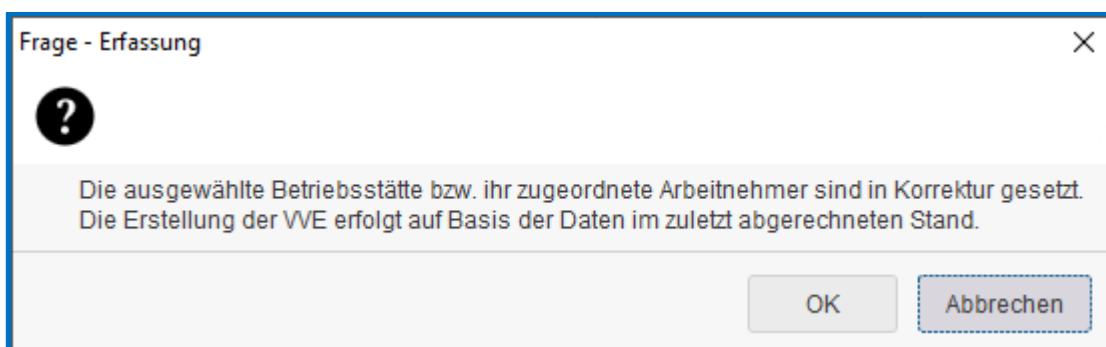 Frage - Erfassung
?
Die ausgewählte Betriebsstätte bzw. ihr zugeordnete Arbeitnehmer sind in Korrektur gesetzt.
Die Erstellung der VVE erfolgt auf Basis der Daten im zuletzt abgerechneten Stand.
OK
Abbrechen